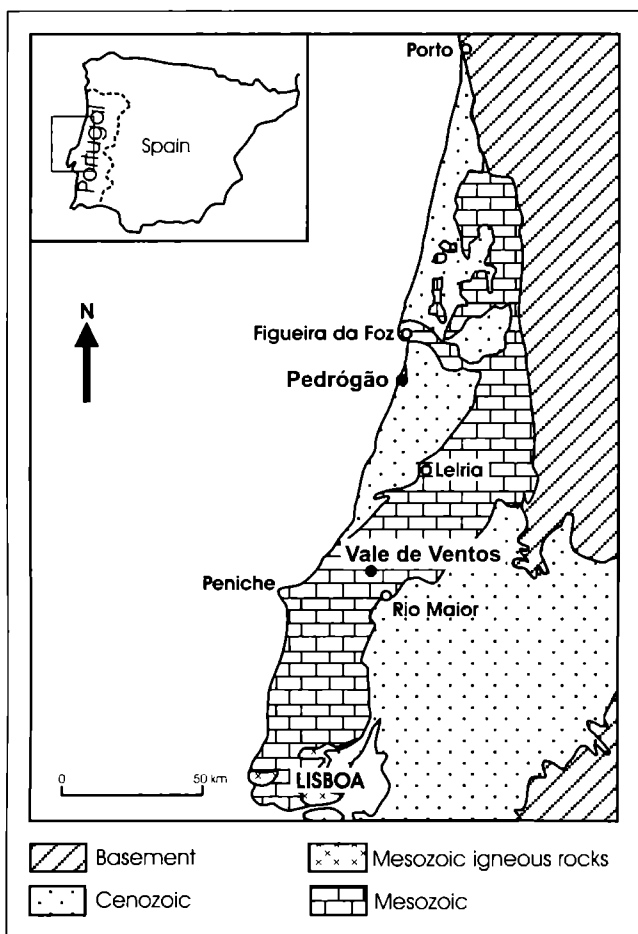 Porto
Portugal
Spain
N
Figueira da Foz
Pedrógão
Leiria
Vale de Ventos
Peniche
Rio Maior
0 50 km
LISBOA
Basement
Mesozoic igneous rocks
Cenozoic
Mesozoic